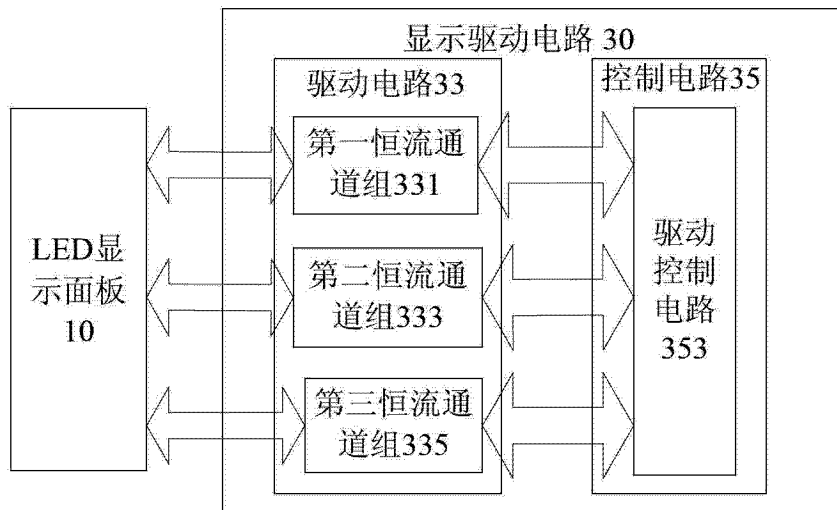 显示驱动电路 30
驱动电路33
控制电路35
第一恒流通
道组331
LED显
示面板
10
第二恒流通
道组333
驱动
控制
电路
353
第三恒流通
道组335